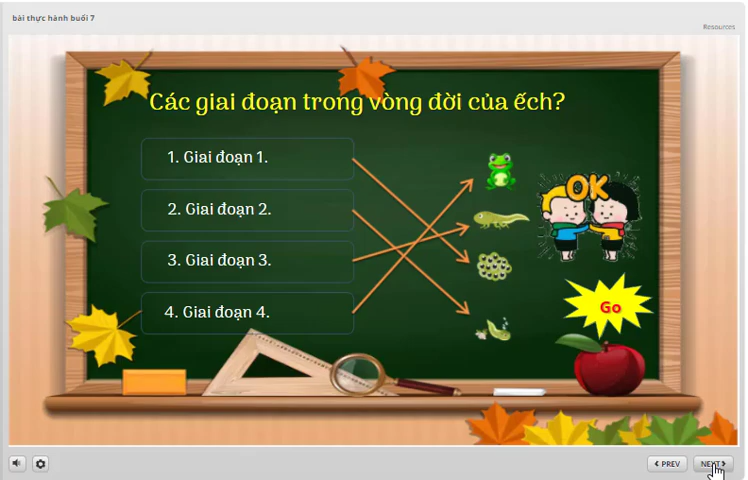 bài thực hành buổi 7
Resources
Các giai đoạn trong vòng đời của ếch?
1. Giai đoạn 1.
2. Giai đoạn 2.
3. Giai đoạn 3.
4. Giai đoạn 4.
OK
Go
PREV
NEXT